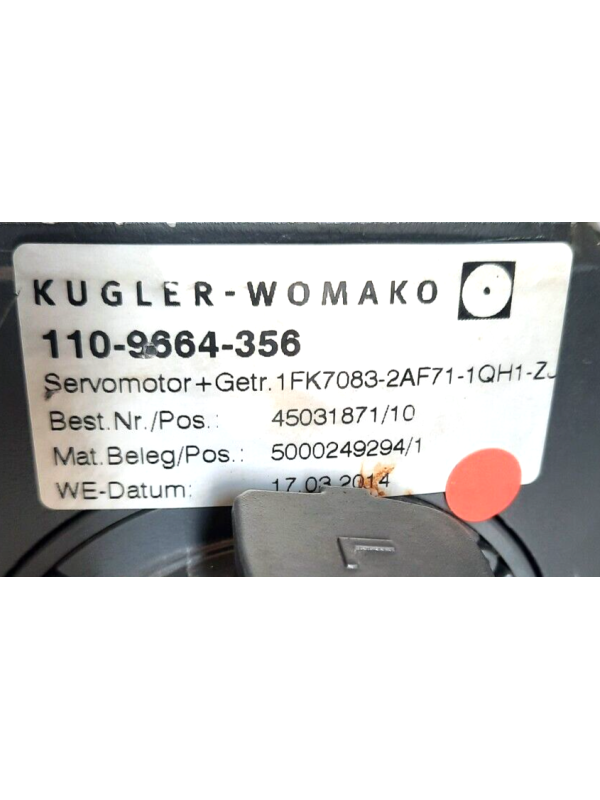 KUGLER-WOMAKO
110-9664-356
Servomotor+Getr.1FK7083-2AF71-1QH1-ZJ
Best.Nr./Pos.: 45031871/10
Mat.Beleg/Pos.: 5000249294/1
WE-Datum: 17.03.2014